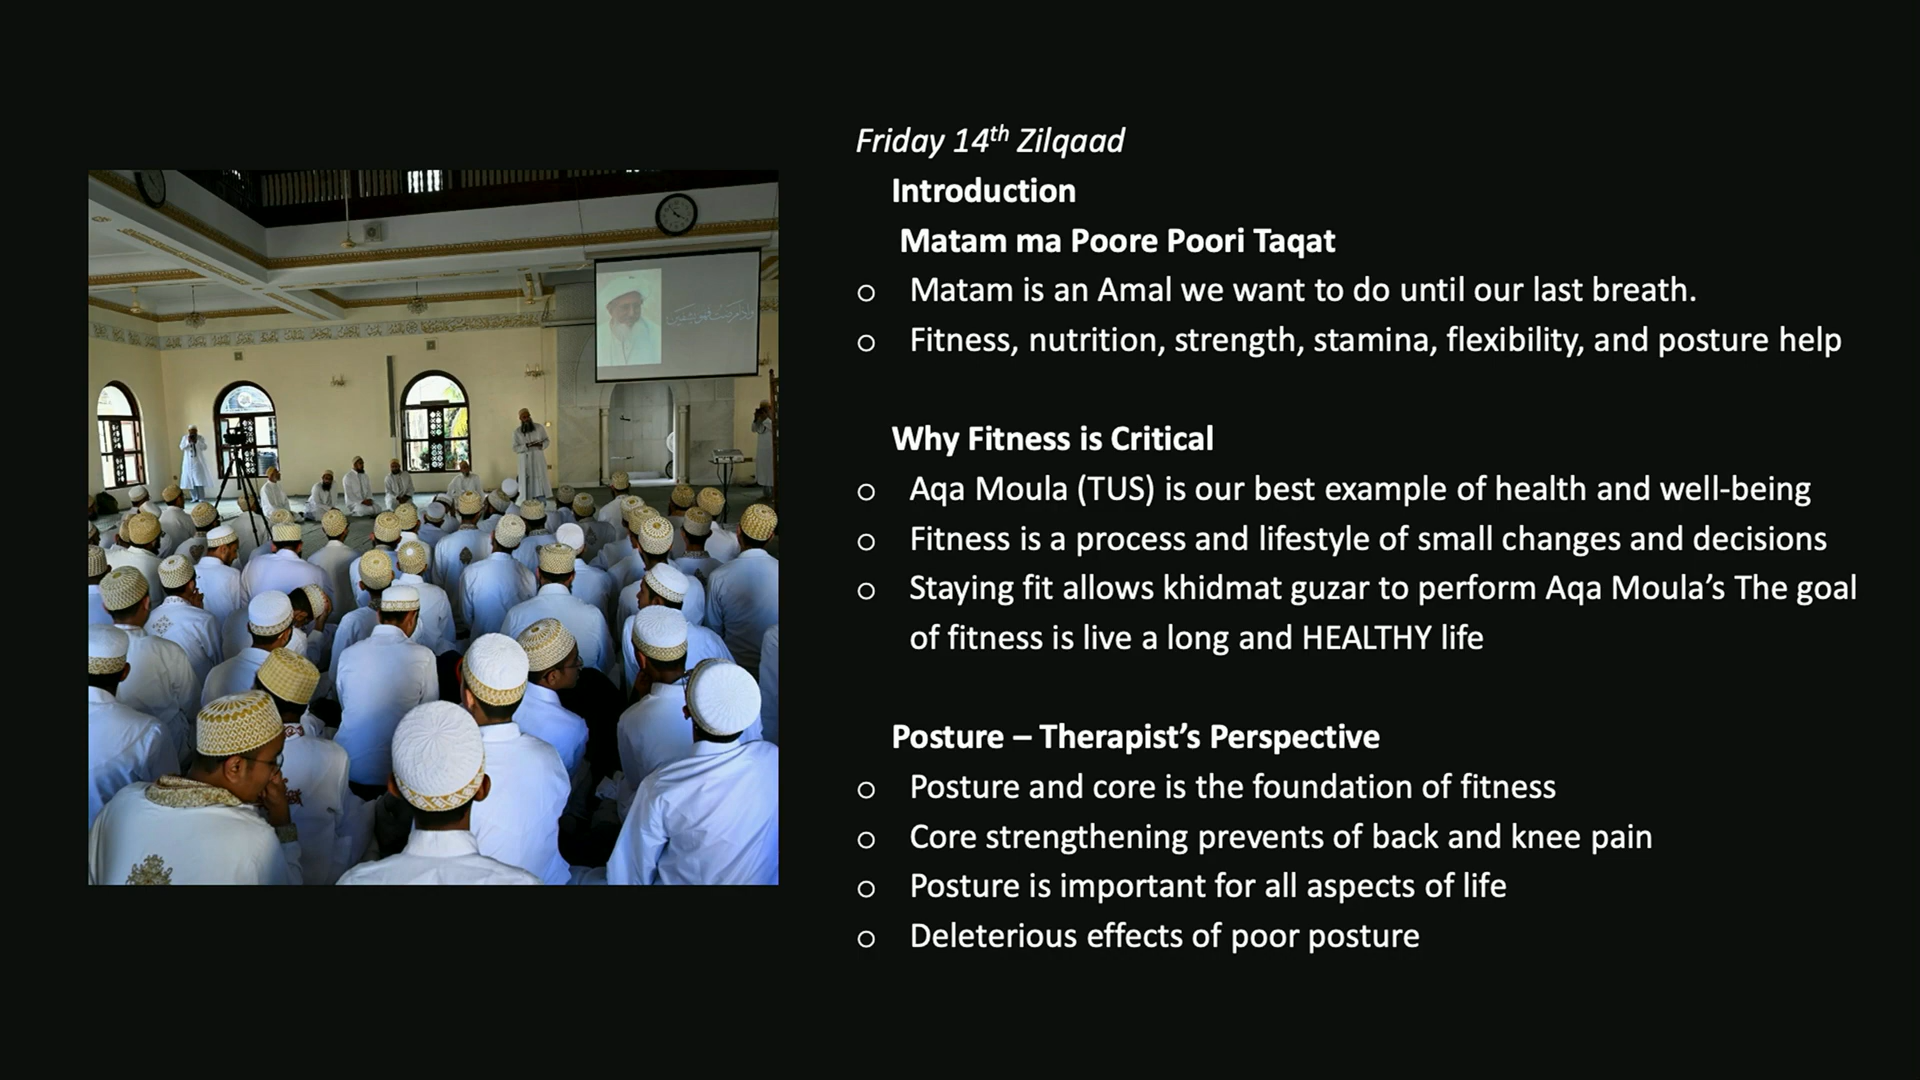 Friday 14th Zilqaad
Introduction
Matam ma Poore Poori Taqat
○ Matam is an Amal we want to do until our last breath.
○ Fitness, nutrition, strength, stamina, flexibility, and posture help
Why Fitness is Critical
○ Aqa Moula (TUS) is our best example of health and well-being
○ Fitness is a process and lifestyle of small changes and decisions
○ Staying fit allows khidmat guzar to perform Aqa Moula’s The goal
of fitness is live a long and HEALTHY life
Posture – Therapist’s Perspective
○ Posture and core is the foundation of fitness
○ Core strengthening prevents of back and knee pain
○ Posture is important for all aspects of life
○ Deleterious effects of poor posture